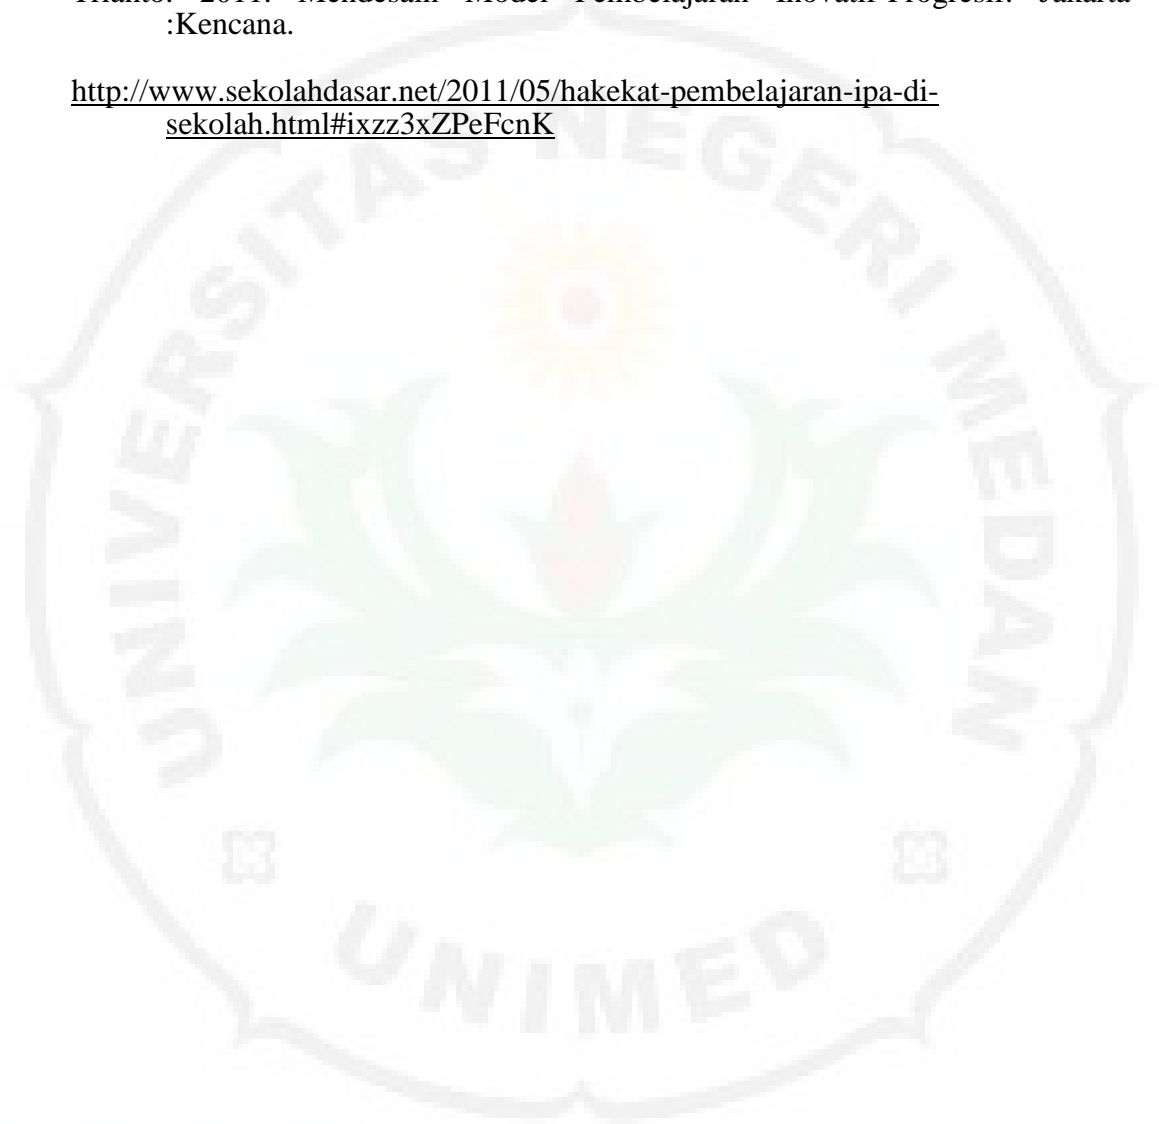 Trianto. 2011. Mendesain Model Pembelajaran Inovatif-Progresif. Jakarta
:Kencana.
http://www.sekolahdasar.net/2011/05/hakekat-pembelajaran-ipa-di-
sekolah.html#ixzz3xZPeFcnK
UNIVERSITAS NEGERI MEDAN
UNIMED